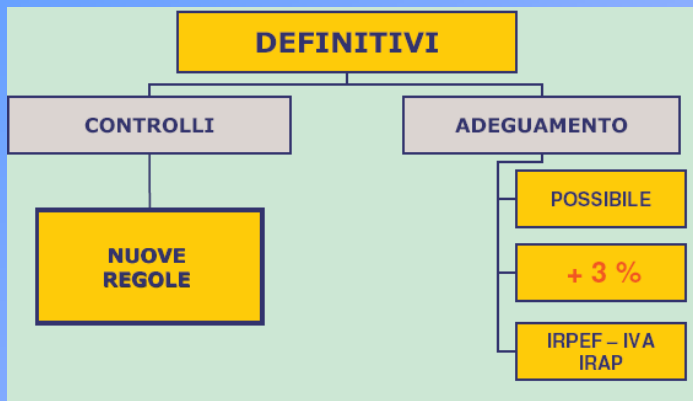 DEFINITIVI
CONTROLLI
ADEGUAMENTO
POSSIBILE
NUOVE
REGOLE
+ 3 %
IRPEF – IVA
IRAP